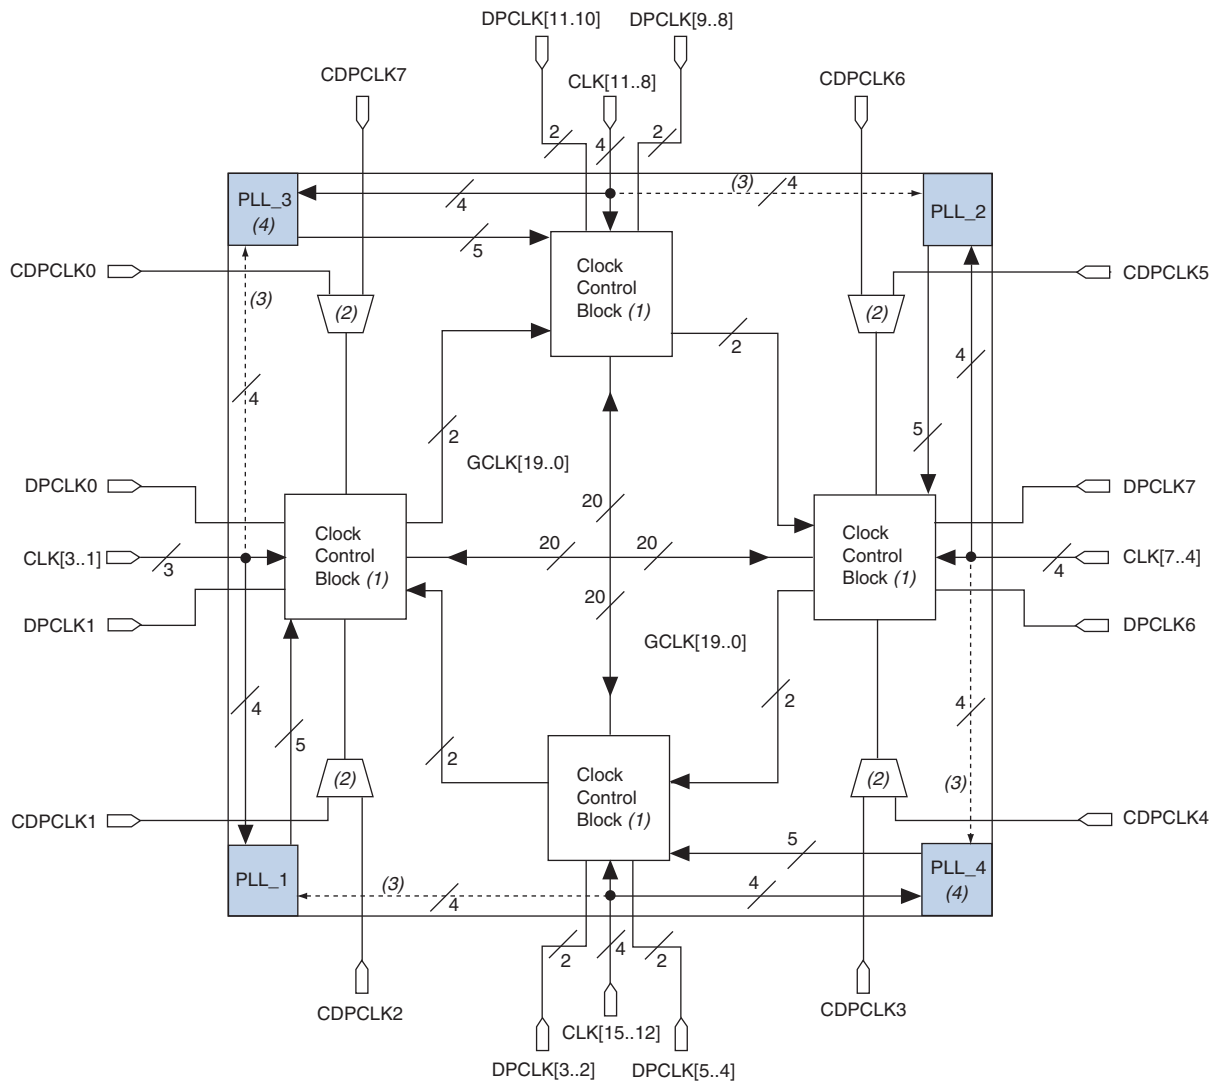 DPCLK[11.10]
DPCLK[9..8]
CDPCLK7
CLK[11..8]
CDPCLK6
2
4
2
PLL_3
(4)
4
(3)
4
PLL_2
5
CDPCLK0
(3)
(2)
Clock
Control
Block (1)
(2)
CDPCLK5
2
4
4
2
5
GCLK[19..0]
DPCLK0
20
DPCLK7
CLK[3..1]
3
Clock
Control
Block (1)
20
20
Clock
Control
Block (1)
4
CLK[7..4]
20
DPCLK1
GCLK[19..0]
DPCLK6
4
5
2
2
4
(2)
Clock
Control
Block (1)
(2)
(3)
CDPCLK1
CDPCLK4
5
PLL_1
(3)
4
4
PLL_4
(4)
2
4
2
CDPCLK2
CLK[15..12]
CDPCLK3
DPCLK[3..2]
DPCLK[5..4]